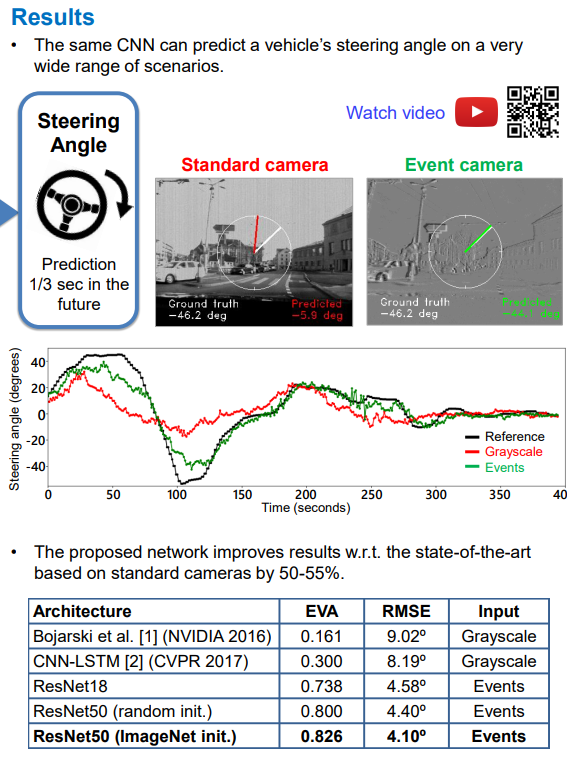 Results
• The same CNN can predict a vehicle's steering angle on a very
wide range of scenarios.
Steering
Angle
Prediction
1/3 sec in the
future
Watch video
Standard camera
Event camera
Ground truth
-46.2 deg
Predicted
-5.9 deg
Ground truth
-46.2 deg
Predicted
-44.1 deg
Steering angle (degrees)
40
20
0
-20
-40
0 50 100 150 200 250 300 350 40
Time (seconds)
Reference
Grayscale
Events
• The proposed network improves results w.r.t. the state-of-the-art
based on standard cameras by 50-55%.
Architecture EVA RMSE Input
Bojarski et al. [1] (NVIDIA 2016) 0.161 9.02º Grayscale
CNN-LSTM [2] (CVPR 2017) 0.300 8.19º Grayscale
ResNet18 0.738 4.58º Events
ResNet50 (random init.) 0.800 4.40º Events
ResNet50 (ImageNet init.) 0.826 4.10º Events